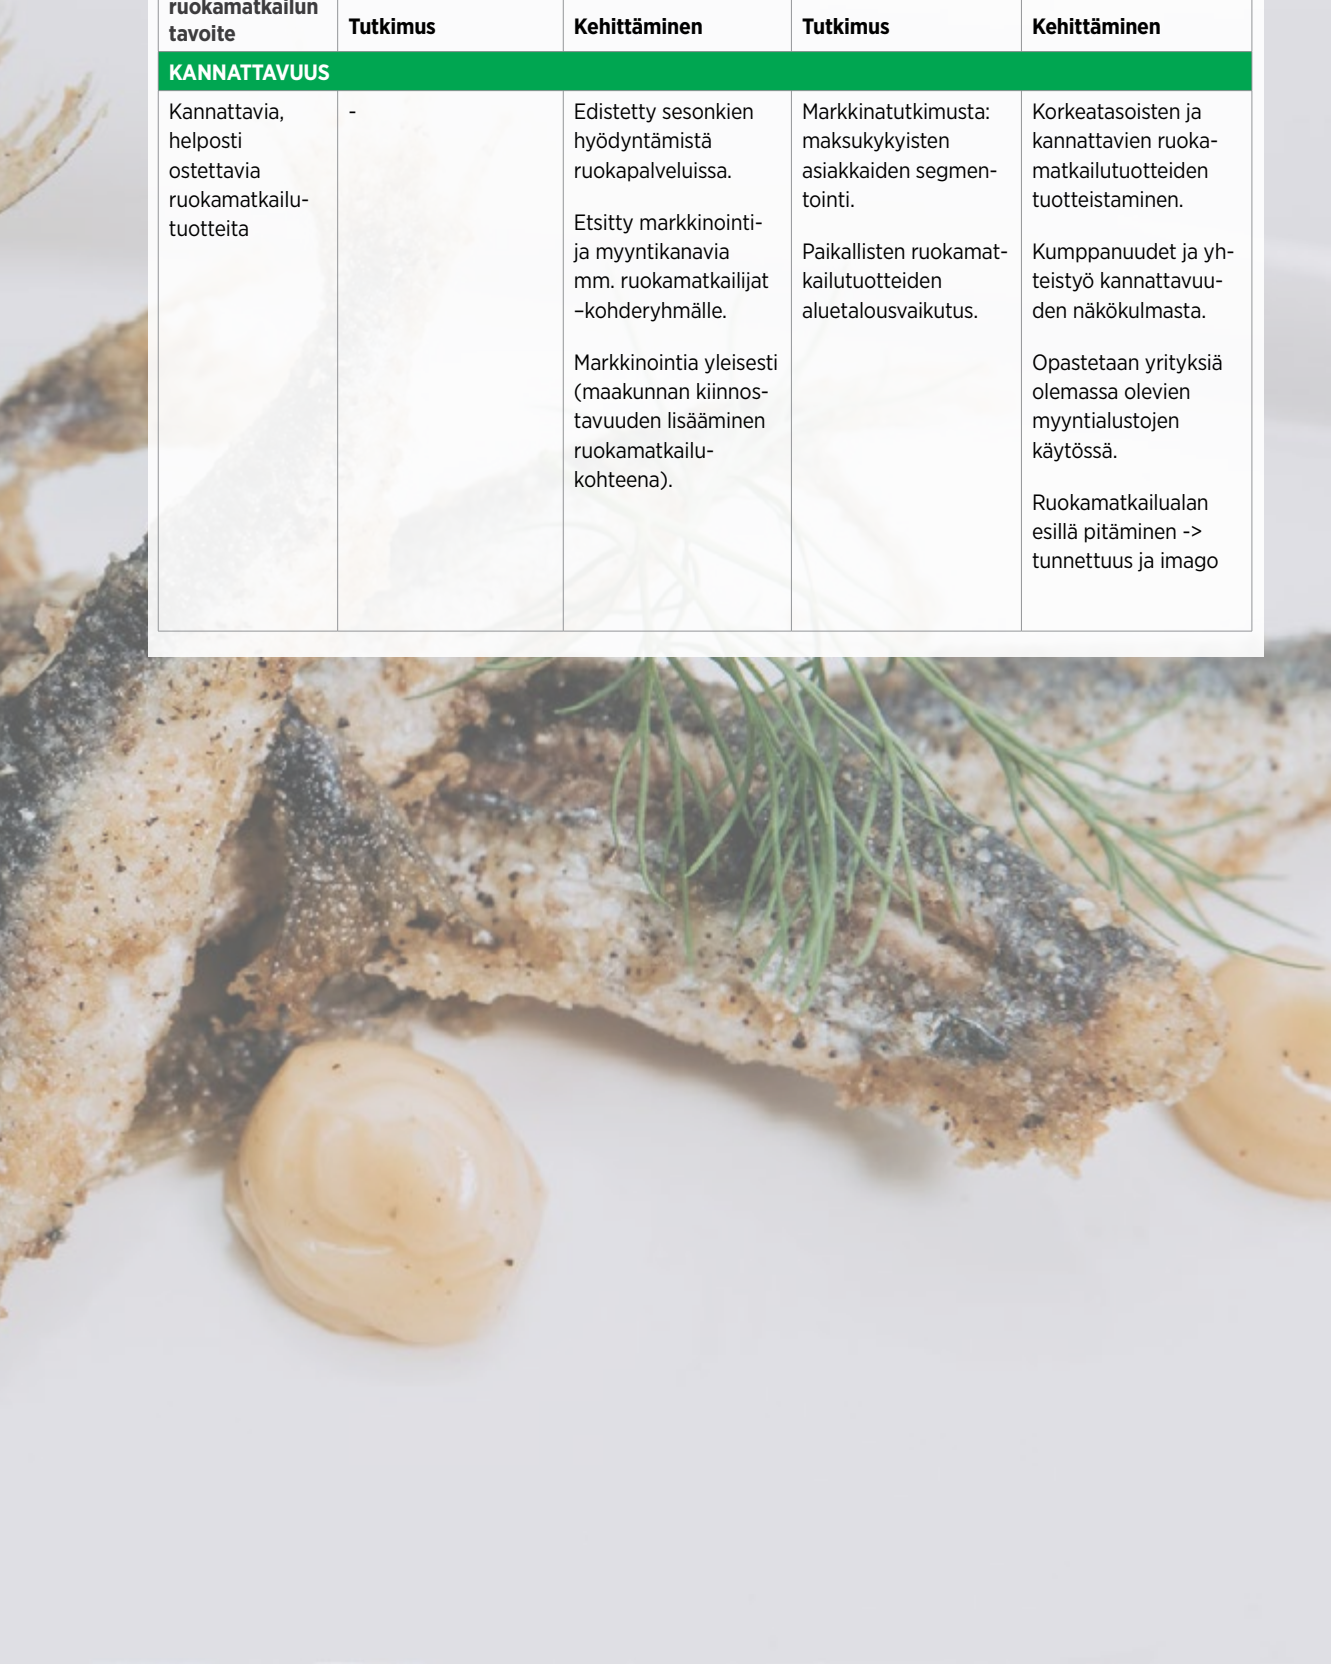 ruokamatkailun
tavoite
Tutkimus
Kehittäminen
Tutkimus
Kehittäminen
KANNATTAVUUS
Kannattavia,
helposti
ostettavia
ruokamatkailu-
tuotteita
-
Edistetty sesonkien
hyödyntämistä
ruokapalveluissa.
Etsitty markkinointi-
ja myyntikanavia
mm. ruokamatkailijat
–kohderyhmälle.
Markkinointia yleisesti
(maakunnan kiinnos-
tavuuden lisääminen
ruokamatkailu-
kohteena).
Markkinatutkimusta:
maksukykyisten
asiakkaiden segmen-
tointi.
Paikallisten ruokamat-
kailutuotteiden
aluetalousvaikutus.
Korkeatasoisten ja
kannattavien ruoka-
matkailutuotteiden
tuotteistaminen.
Kumppanuudet ja yh-
teistyö kannattavuu-
den näkökulmasta.
Opastetaan yrityksiä
olemassa olevien
myyntialustojen
käytössä.
Ruokamatkailualan
esillä pitäminen ->
tunnettuus ja imago